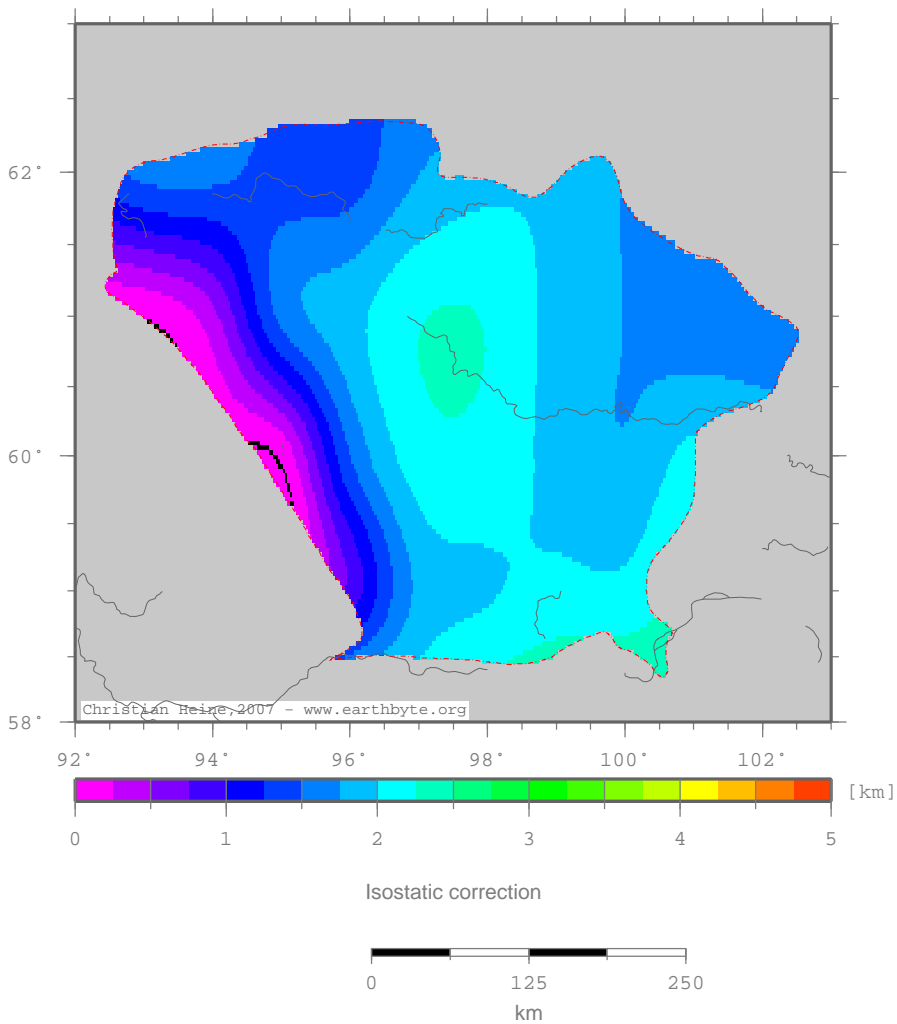 62°
60°
58°
Christian Heine,2007 - www.earthbyte.org
92° 94° 96° 98° 100° 102°
[km]
0 1 2 3 4 5
Isostatic correction
0 125 250
km